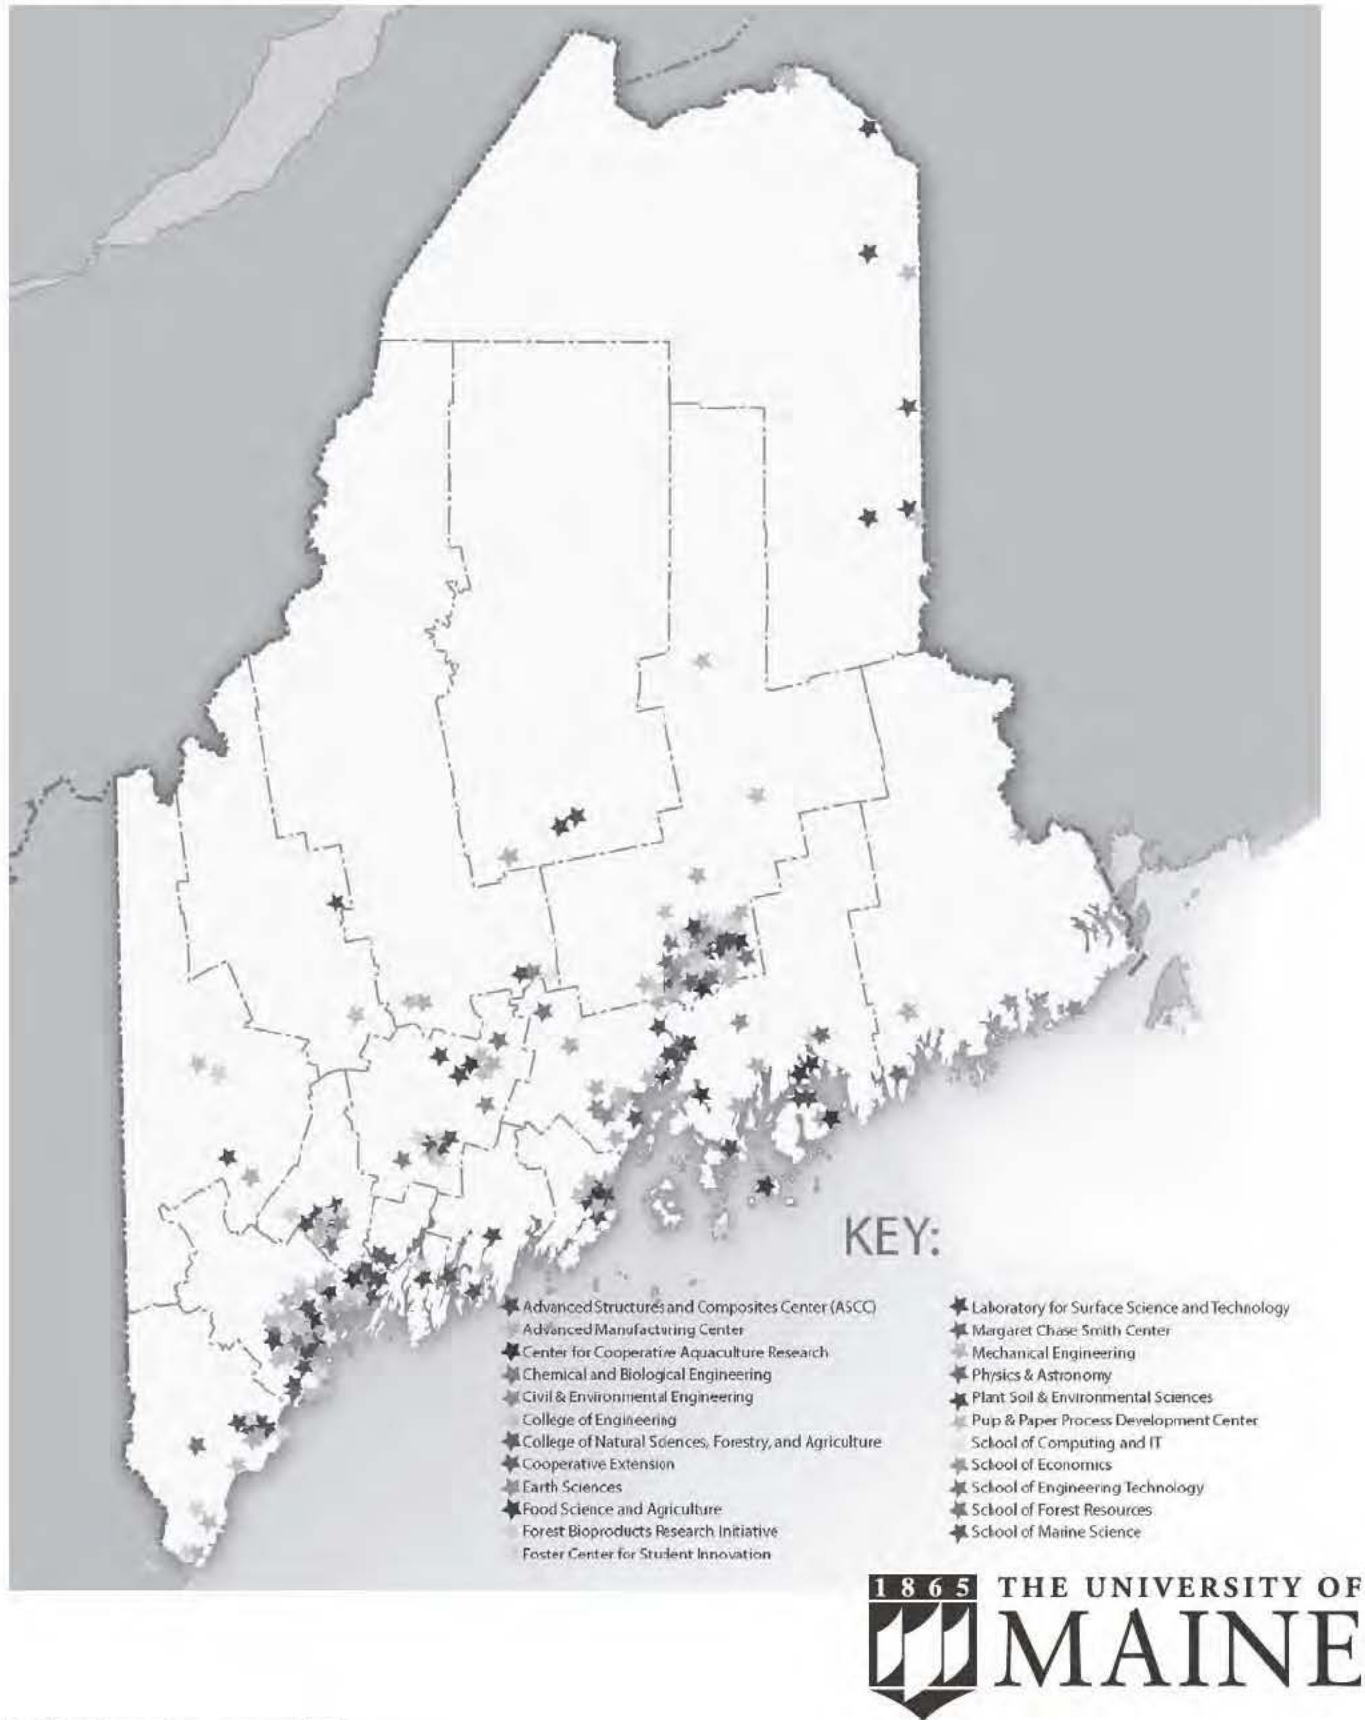 KEY:
Advanced Structures and Composites Center (ASCC)
Advanced Manufacturing Center
Center for Cooperative Aquaculture Research
Chemical and Biological Engineering
Civil & Environmental Engineering
College of Engineering
College of Natural Sciences, Forestry, and Agriculture
Cooperative Extension
Earth Sciences
Food Science and Agriculture
Forest Bioproducts Research Initiative
Foster Center for Student Innovation
Laboratory for Surface Science and Technology
Margaret Chase Smith Center
Mechanical Engineering
Physics & Astronomy
Plant Soil & Environmental Sciences
Pulp & Paper Process Development Center
School of Computing and IT
School of Economics
School of Engineering Technology
School of Forest Resources
School of Marine Science
1865
THE UNIVERSITY OF
MAINE